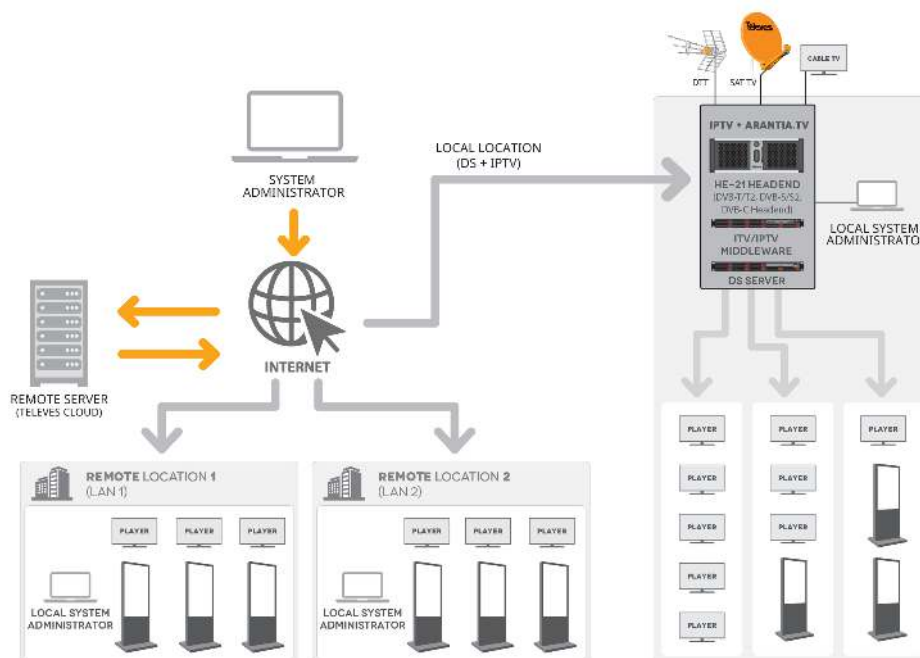 Televes
DTT
SAT TV
CABLE TV
IPTV + ARANTIA.TV
HE-21 HEADEND
(DVB-T/T2, DVB-S/S2,
DVB-C Headend)
ITV/IPTV
MIDDLEWARE
DS SERVER
LOCAL SYSTEM
ADMINISTRATO
LOCAL LOCATION
(DS + IPTV)
SYSTEM
ADMINISTRATOR
INTERNET
REMOTE SERVER
(TELEVES CLOUD)
REMOTE LOCATION 1
(LAN 1)
PLAYER PLAYER PLAYER
LOCAL SYSTEM
ADMINISTRATOR
REMOTE LOCATION 2
(LAN 2)
PLAYER PLAYER PLAYER
LOCAL SYSTEM
ADMINISTRATOR
PLAYER
PLAYER
PLAYER
PLAYER
PLAYER
PLAYER
PLAYER
PLAYER
PLAYER